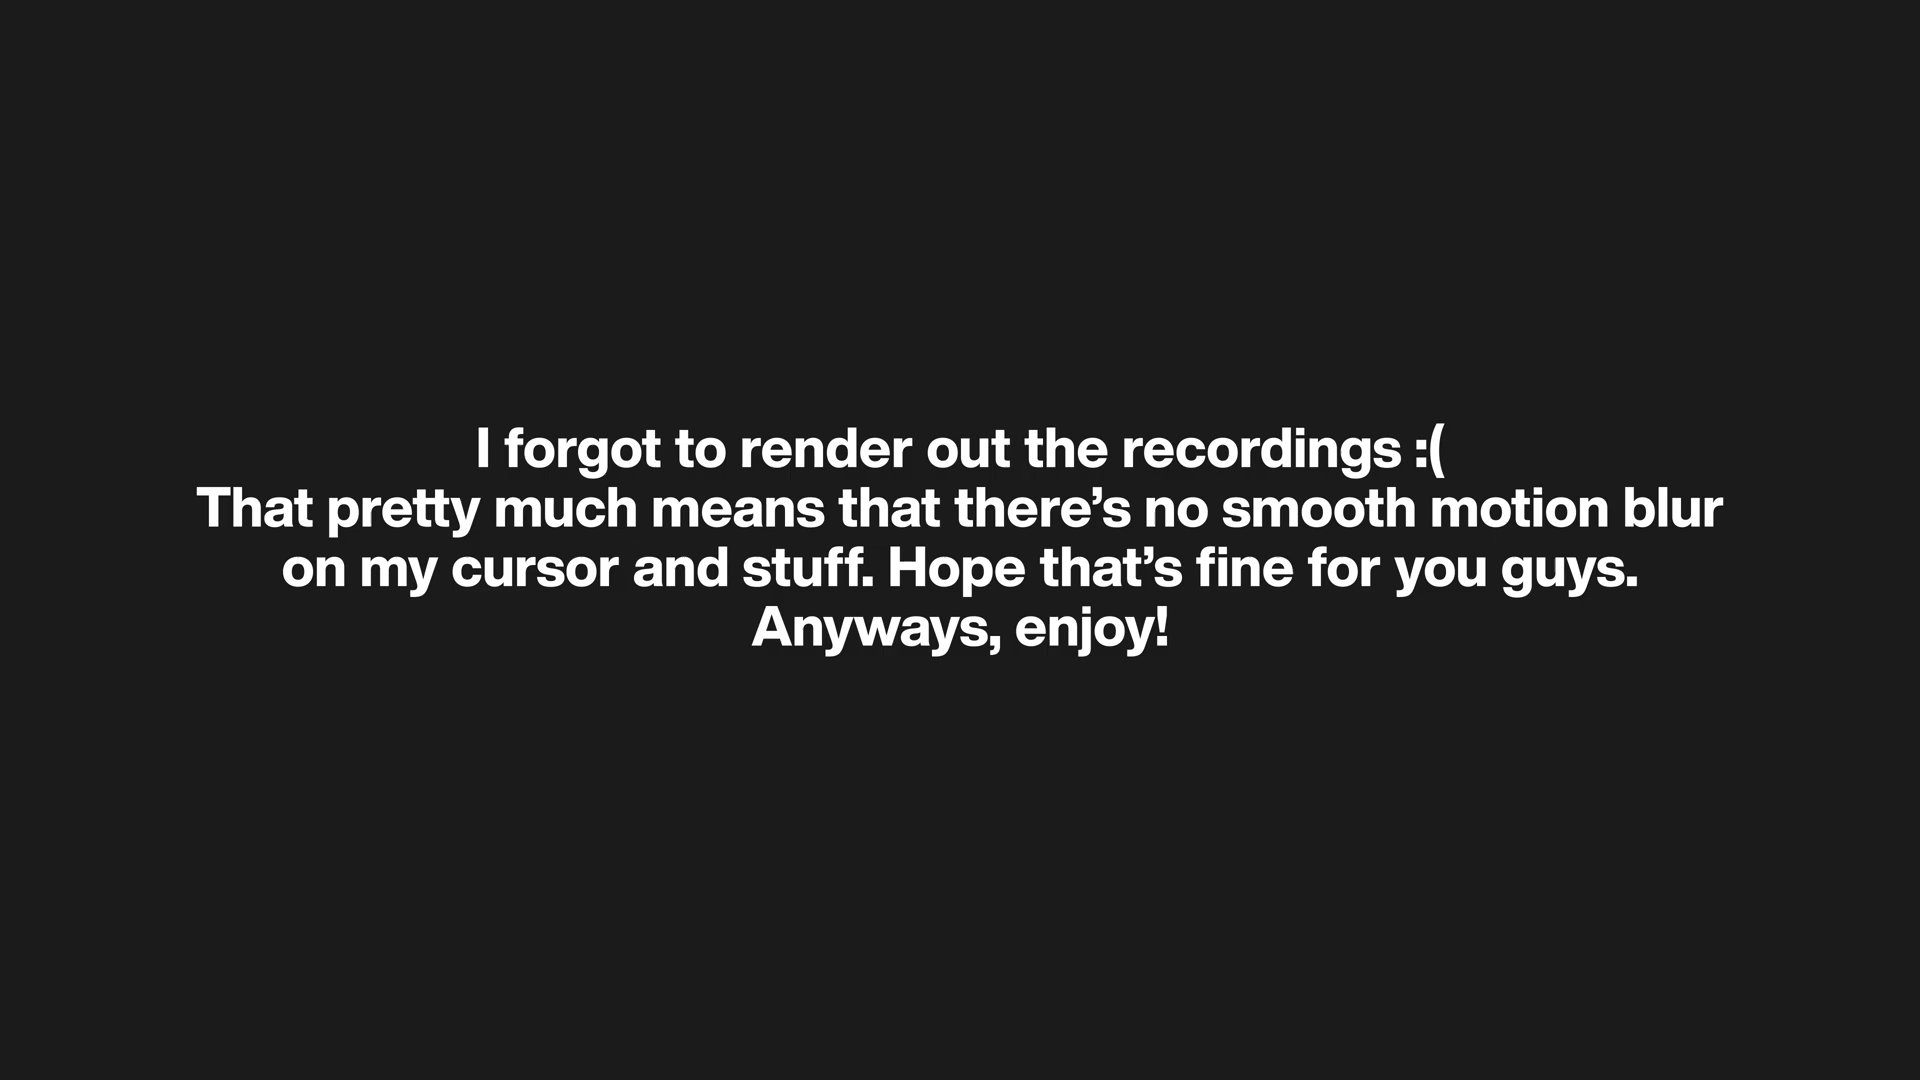 I forgot to render out the recordings :(
That pretty much means that there’s no smooth motion blur
on my cursor and stuff. Hope that’s fine for you guys.
Anyways, enjoy!